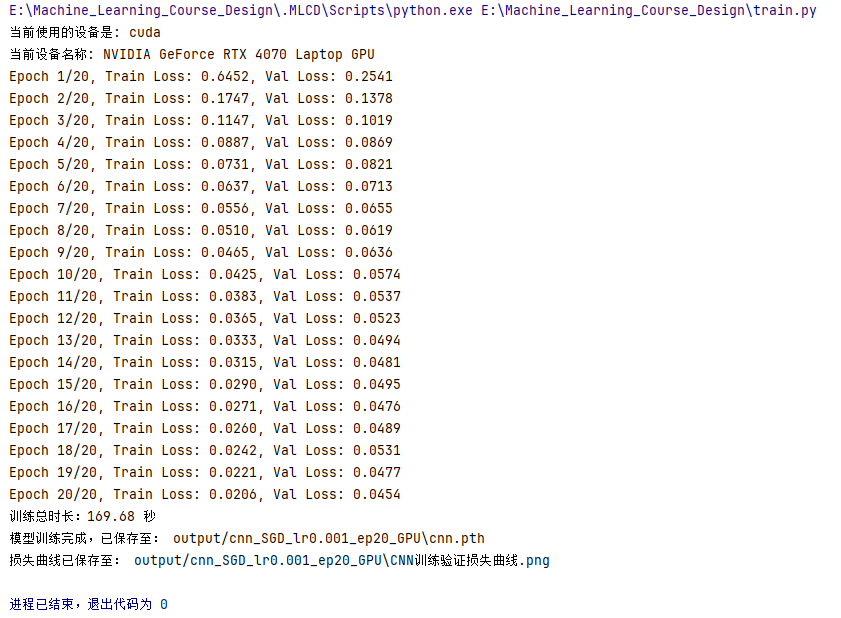 E:\Machine_Learning_Course_Design\.MLCD\Scripts\python.exe E:\Machine_Learning_Course_Design\train.py
当前使用的设备是: cuda
当前设备名称: NVIDIA GeForce RTX 4070 Laptop GPU
Epoch 1/20, Train Loss: 0.6452, Val Loss: 0.2541
Epoch 2/20, Train Loss: 0.1747, Val Loss: 0.1378
Epoch 3/20, Train Loss: 0.1147, Val Loss: 0.1019
Epoch 4/20, Train Loss: 0.0887, Val Loss: 0.0869
Epoch 5/20, Train Loss: 0.0731, Val Loss: 0.0821
Epoch 6/20, Train Loss: 0.0637, Val Loss: 0.0713
Epoch 7/20, Train Loss: 0.0556, Val Loss: 0.0655
Epoch 8/20, Train Loss: 0.0510, Val Loss: 0.0619
Epoch 9/20, Train Loss: 0.0465, Val Loss: 0.0636
Epoch 10/20, Train Loss: 0.0425, Val Loss: 0.0574
Epoch 11/20, Train Loss: 0.0383, Val Loss: 0.0537
Epoch 12/20, Train Loss: 0.0365, Val Loss: 0.0523
Epoch 13/20, Train Loss: 0.0333, Val Loss: 0.0494
Epoch 14/20, Train Loss: 0.0315, Val Loss: 0.0481
Epoch 15/20, Train Loss: 0.0290, Val Loss: 0.0495
Epoch 16/20, Train Loss: 0.0271, Val Loss: 0.0476
Epoch 17/20, Train Loss: 0.0260, Val Loss: 0.0489
Epoch 18/20, Train Loss: 0.0242, Val Loss: 0.0531
Epoch 19/20, Train Loss: 0.0221, Val Loss: 0.0477
Epoch 20/20, Train Loss: 0.0206, Val Loss: 0.0454
训练总时长：169.68 秒
模型训练完成，已保存至： output/cnn_SGD_lr0.001_ep20_GPU\cnn.pth
损失曲线已保存至： output/cnn_SGD_lr0.001_ep20_GPU\CNN训练验证损失曲线.png
进程已结束，退出代码为 0